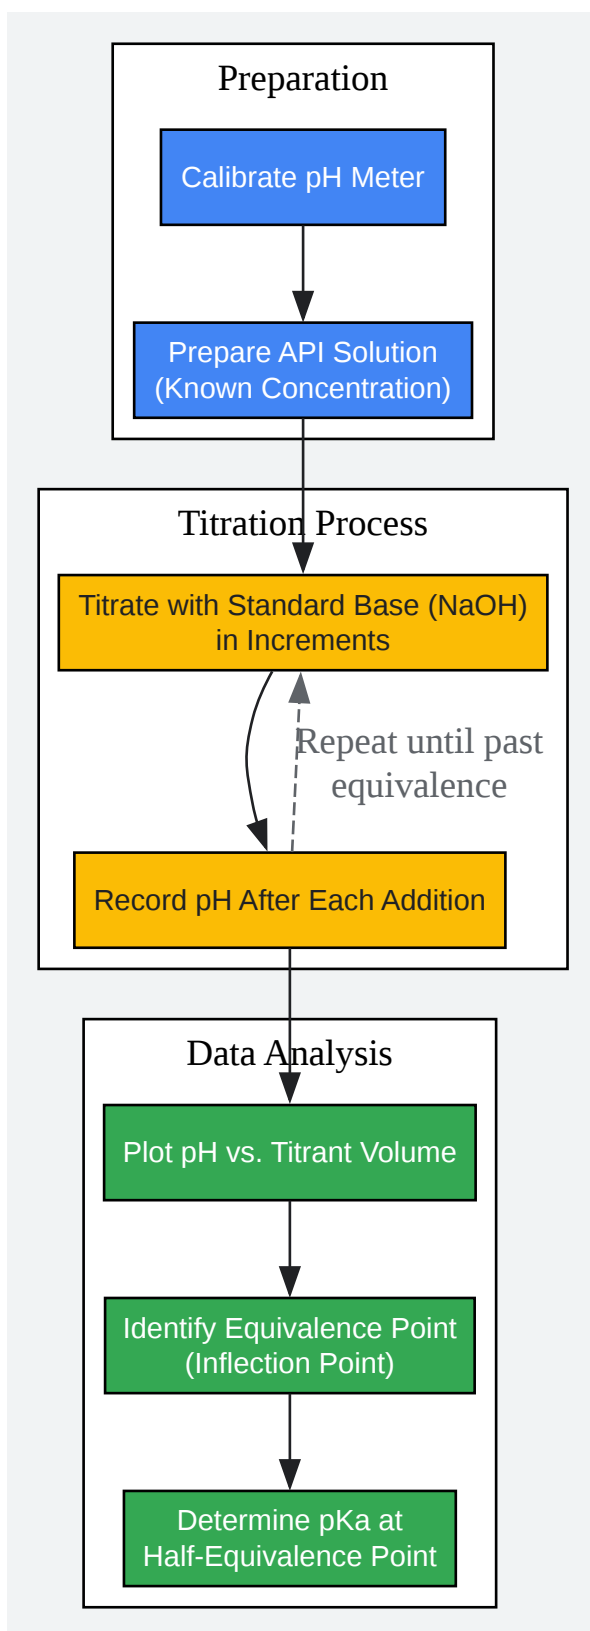 Preparation
Calibrate pH Meter
Prepare API Solution
(Known Concentration)
Titration Process
Titrate with Standard Base (NaOH)
in Increments
Repeat until past
equivalence
Record pH After Each Addition
Data Analysis
Plot pH vs. Titrant Volume
Identify Equivalence Point
(Inflection Point)
Determine pKa at
Half-Equivalence Point